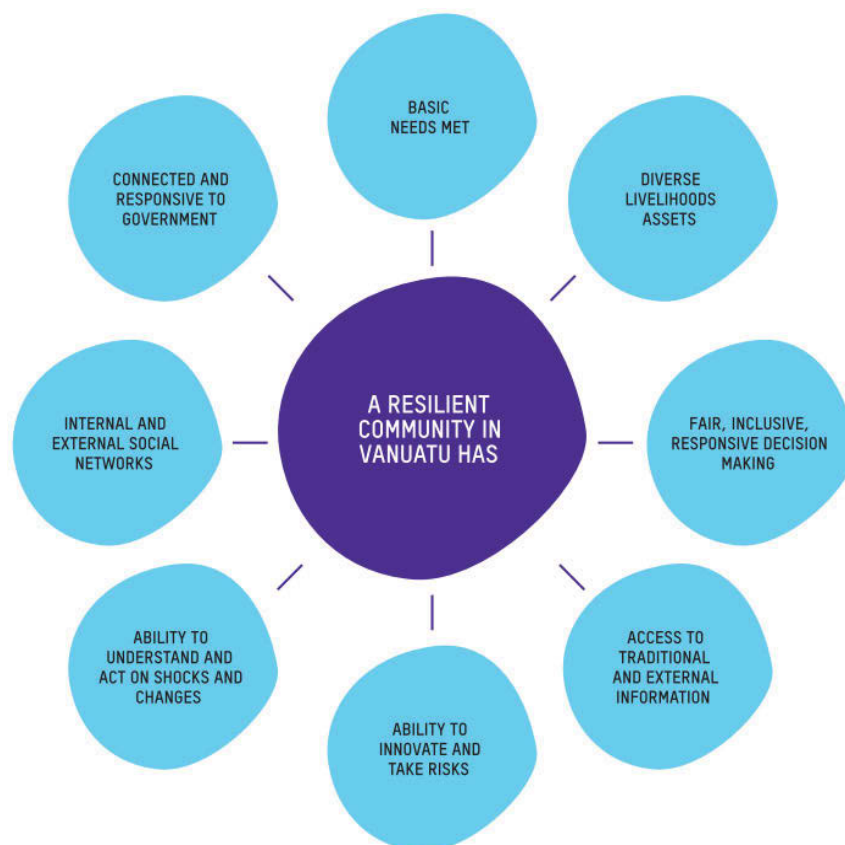 BASIC
NEEDS MET
CONNECTED AND
RESPONSIVE TO
GOVERNMENT
DIVERSE
LIVELIHOODS
ASSETS
A RESILIENT
COMMUNITY IN
VANUATU HAS
INTERNAL AND
EXTERNAL SOCIAL
NETWORKS
FAIR, INCLUSIVE,
RESPONSIVE DECISION
MAKING
ABILITY TO
UNDERSTAND AND
ACT ON SHOCKS AND
CHANGES
ACCESS TO
TRADITIONAL
AND EXTERNAL
INFORMATION
ABILITY TO
INNOVATE AND
TAKE RISKS